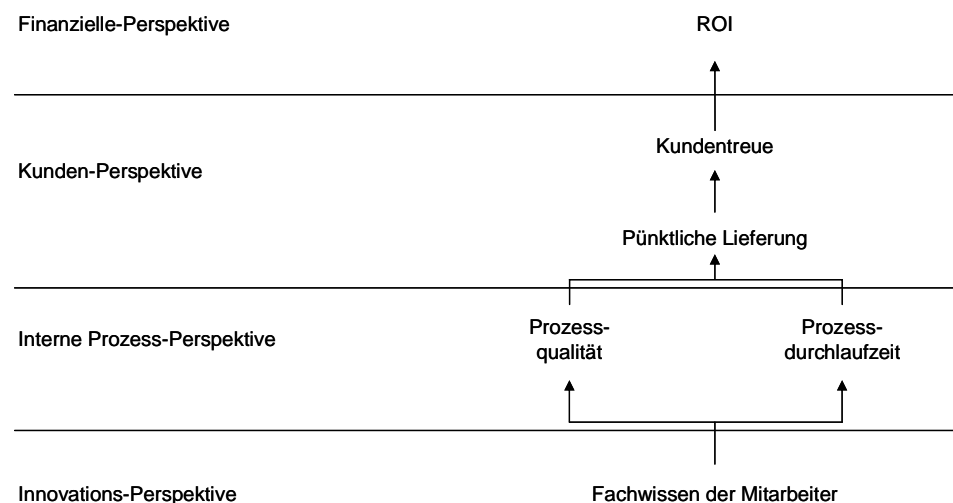 Finanzielle-Perspektive
ROI
Kundentreue
Kunden-Perspektive
Pünktliche Lieferung
Prozess-
qualität
Prozess-
durchlaufzeit
Interne Prozess-Perspektive
Innovations-Perspektive
Fachwissen der Mitarbeiter